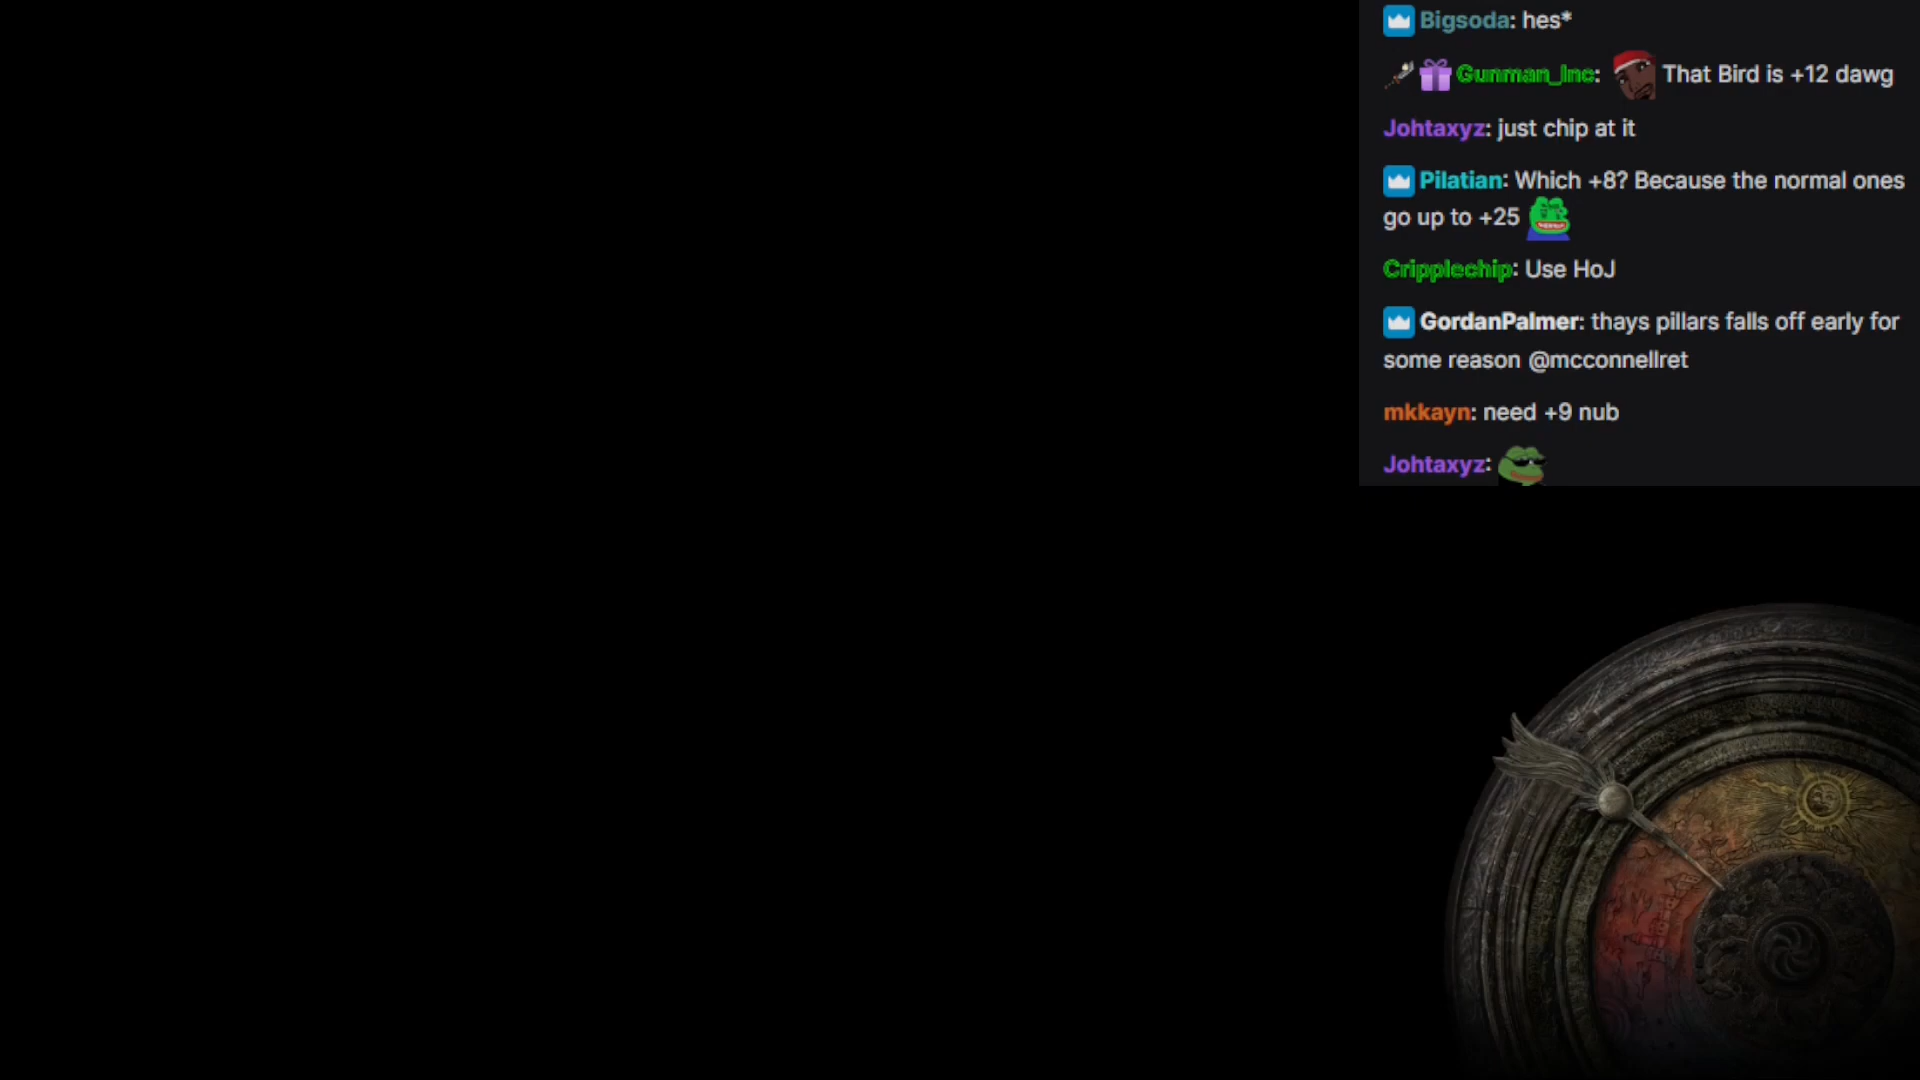 Bigsoda: hes*
Gunman_Inc: That Bird is +12 dawg
Johtaxyz: just chip at it
Pilatian: Which +8? Because the normal ones
go up to +25
Cripplechip: Use HoJ
GordanPalmer: thays pillars falls off early for
some reason @mcconnellret
mkkayn: need +9 nub
Johtaxyz: